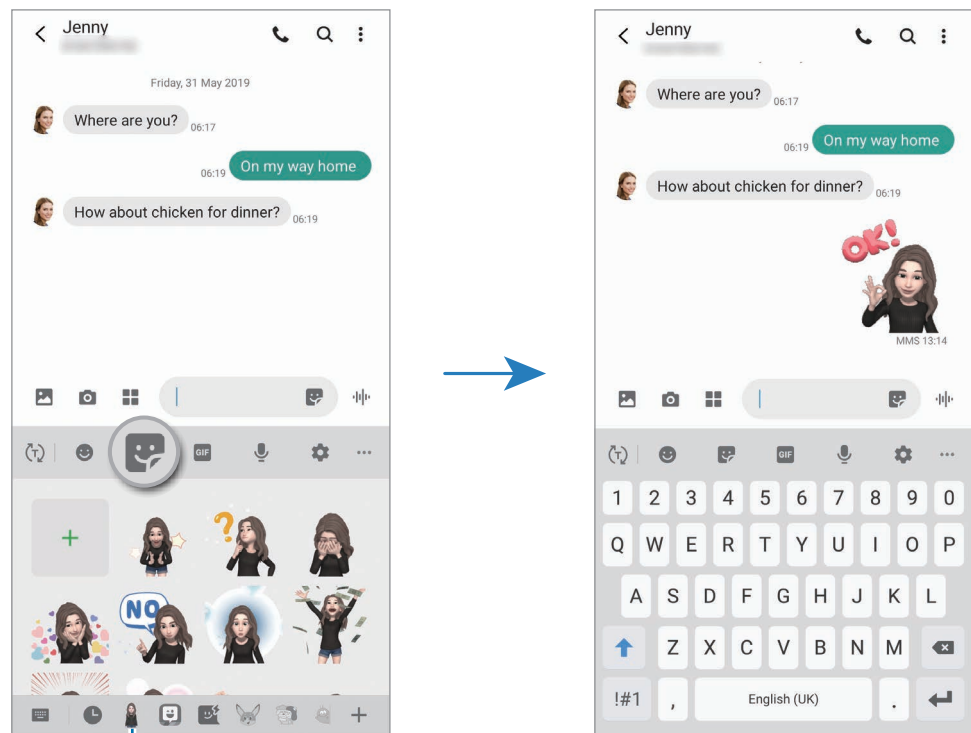 Jenny
Friday, 31 May 2019
Where are you?
06:17
06:19
On my way home
How about chicken for dinner?
06:19
T
GIF
?
NO
Jenny
Where are you?
06:17
06:19
On my way home
How about chicken for dinner?
06:19
OK!
MMS 13:14
T
GIF
1 2 3 4 5 6 7 8 9 0
Q W E R T Y U I O P
A S D F G H J K L
Z X C V B N M
!#1 , English (UK) .